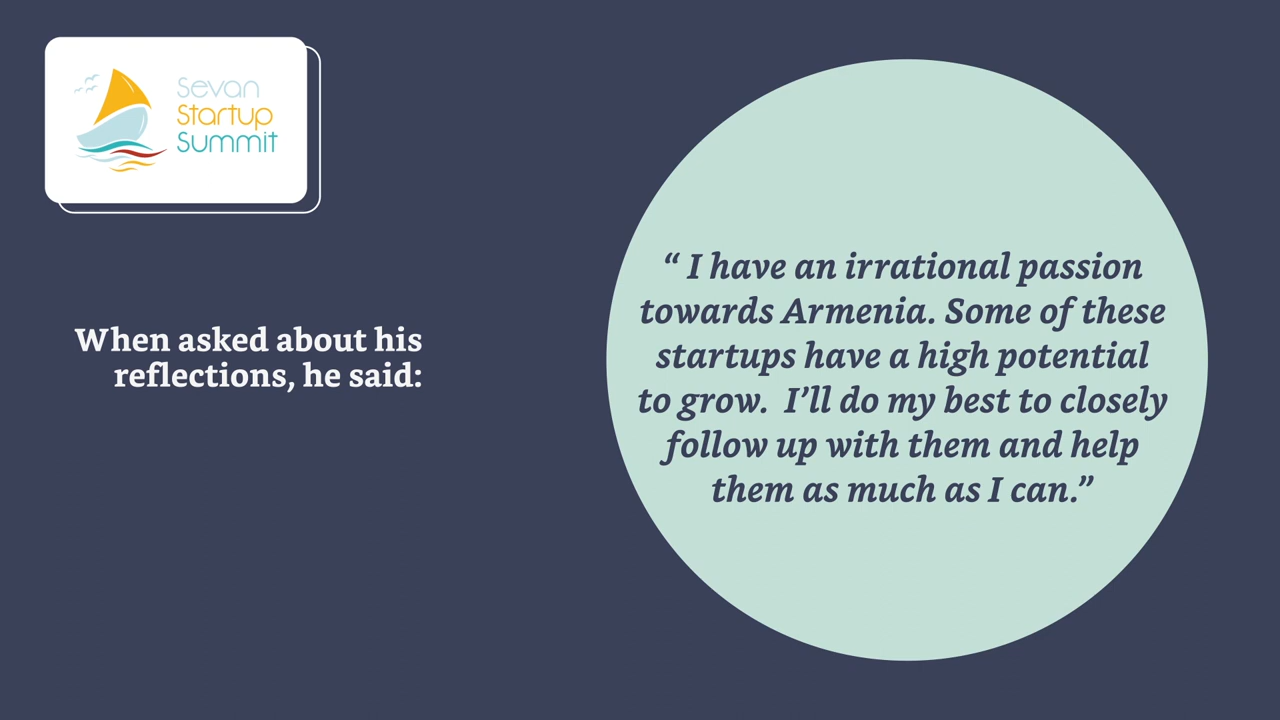 Sevan
Startup
Summit
When asked about his
reflections, he said:
“ I have an irrational passion
towards Armenia. Some of these
startups have a high potential
to grow.  I’ll do my best to closely
follow up with them and help
them as much as I can.”